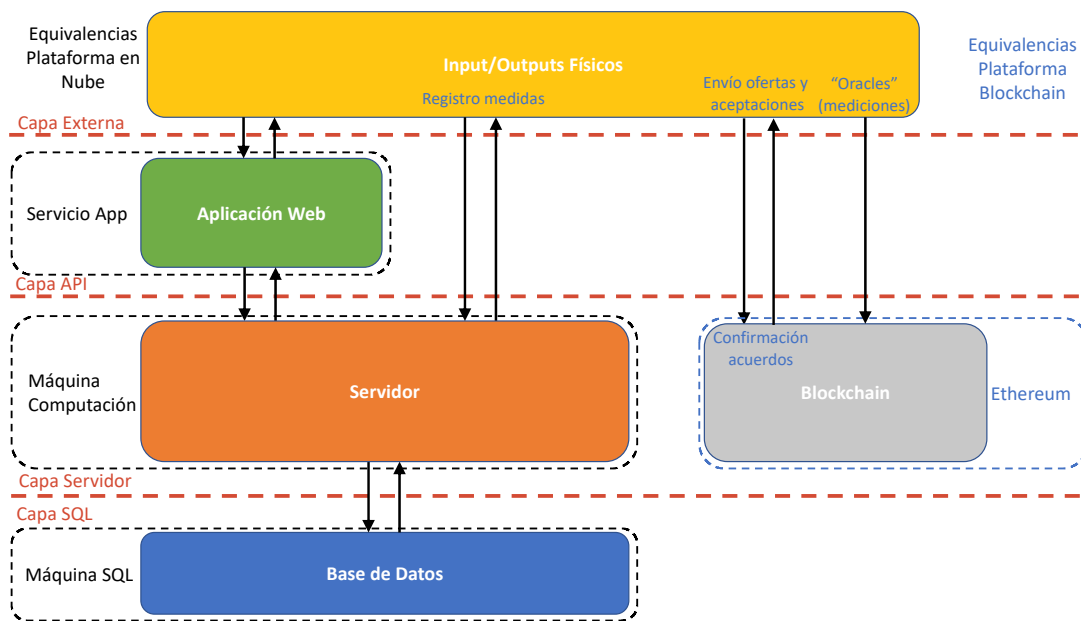 Equivalencias
Plataforma en
Nube
Input/Outputs Físicos
Registro medidas
Envío ofertas y
aceptaciones
“Oracles”
(mediciones)
Equivalencias
Plataforma
Blockchain
Capa Externa
Servicio App
Aplicación Web
Capa API
Máquina
Computación
Servidor
Confirmación
acuerdos
Blockchain
Ethereum
Capa Servidor
Capa SQL
Máquina SQL
Base de Datos